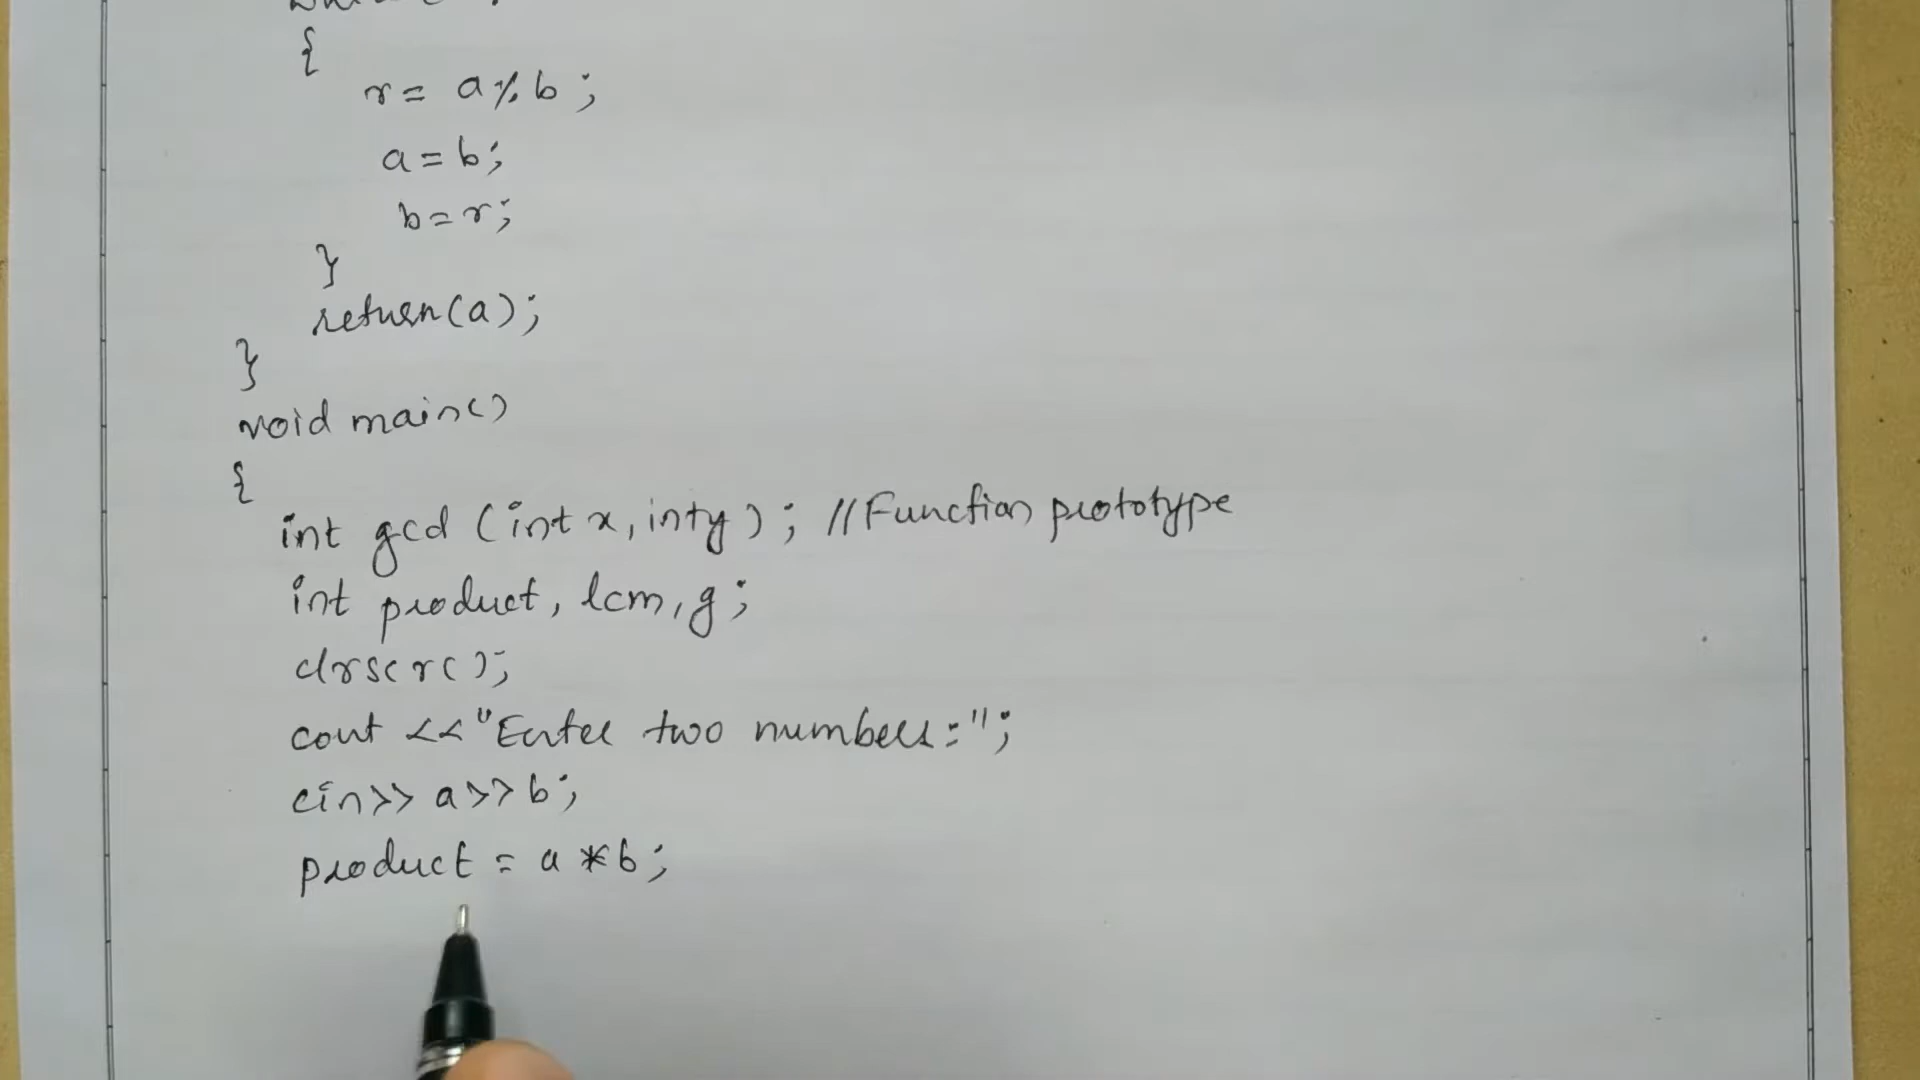 {
r = a % b ;
a = b;
b = r;
}
return(a);
}
void main()
{
int gcd (int x, int y) ; // Function prototype
int product, lcm, g ;
clrscr();
cout << "Enter two numbers:" ;
cin >> a >> b ;
product = a * b ;